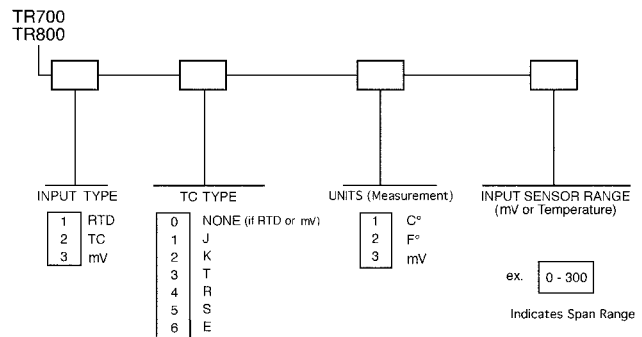 TR700
TR800
INPUT TYPE
1 RTD
2 TC
3 mV
TC TYPE
0 NONE (if RTD or mV)
1 J
2 K
3 T
4 R
5 S
6 E
UNITS (Measurement)
1 C°
2 F°
3 mV
INPUT SENSOR RANGE
(mV or Temperature)
ex. 0 - 300
Indicates Span Range